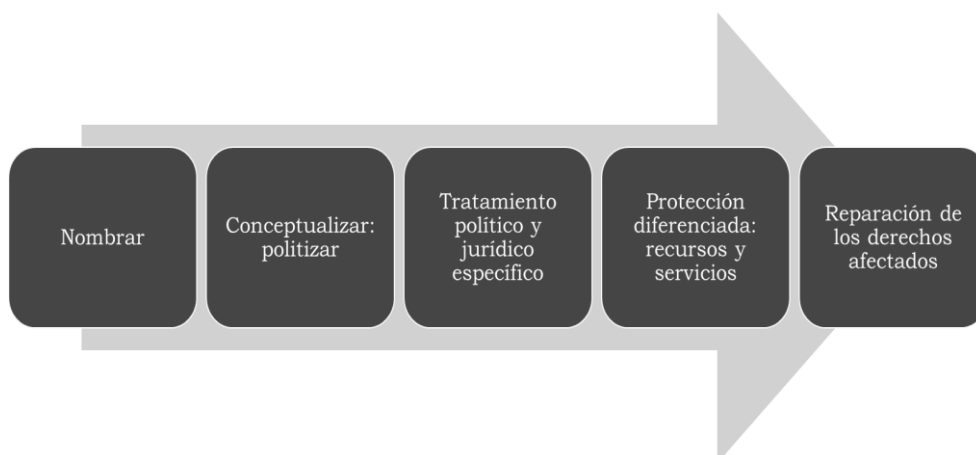 Nombrar
Conceptualizar:
politizar
Tratamiento
político y
jurídico
específico
Protección
diferenciada:
recursos y
servicios
Reparación de
los derechos
afectados